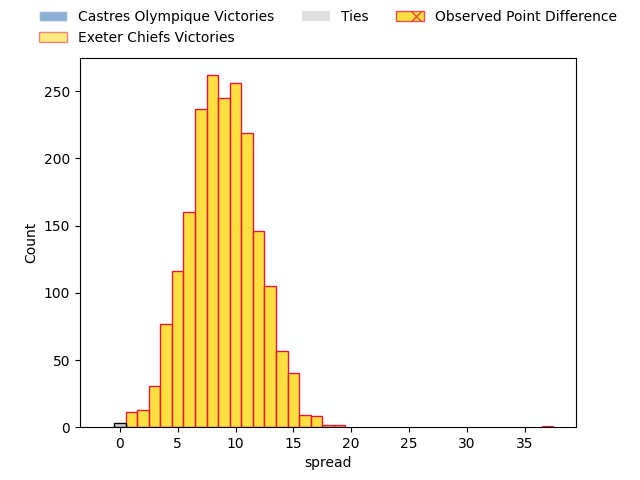 Castres Olympique Victories Ties Observed Point Difference
Exeter Chiefs Victories
250
200
150
100
50
0
Count
0 5 10 15 20 25 30 35
spread